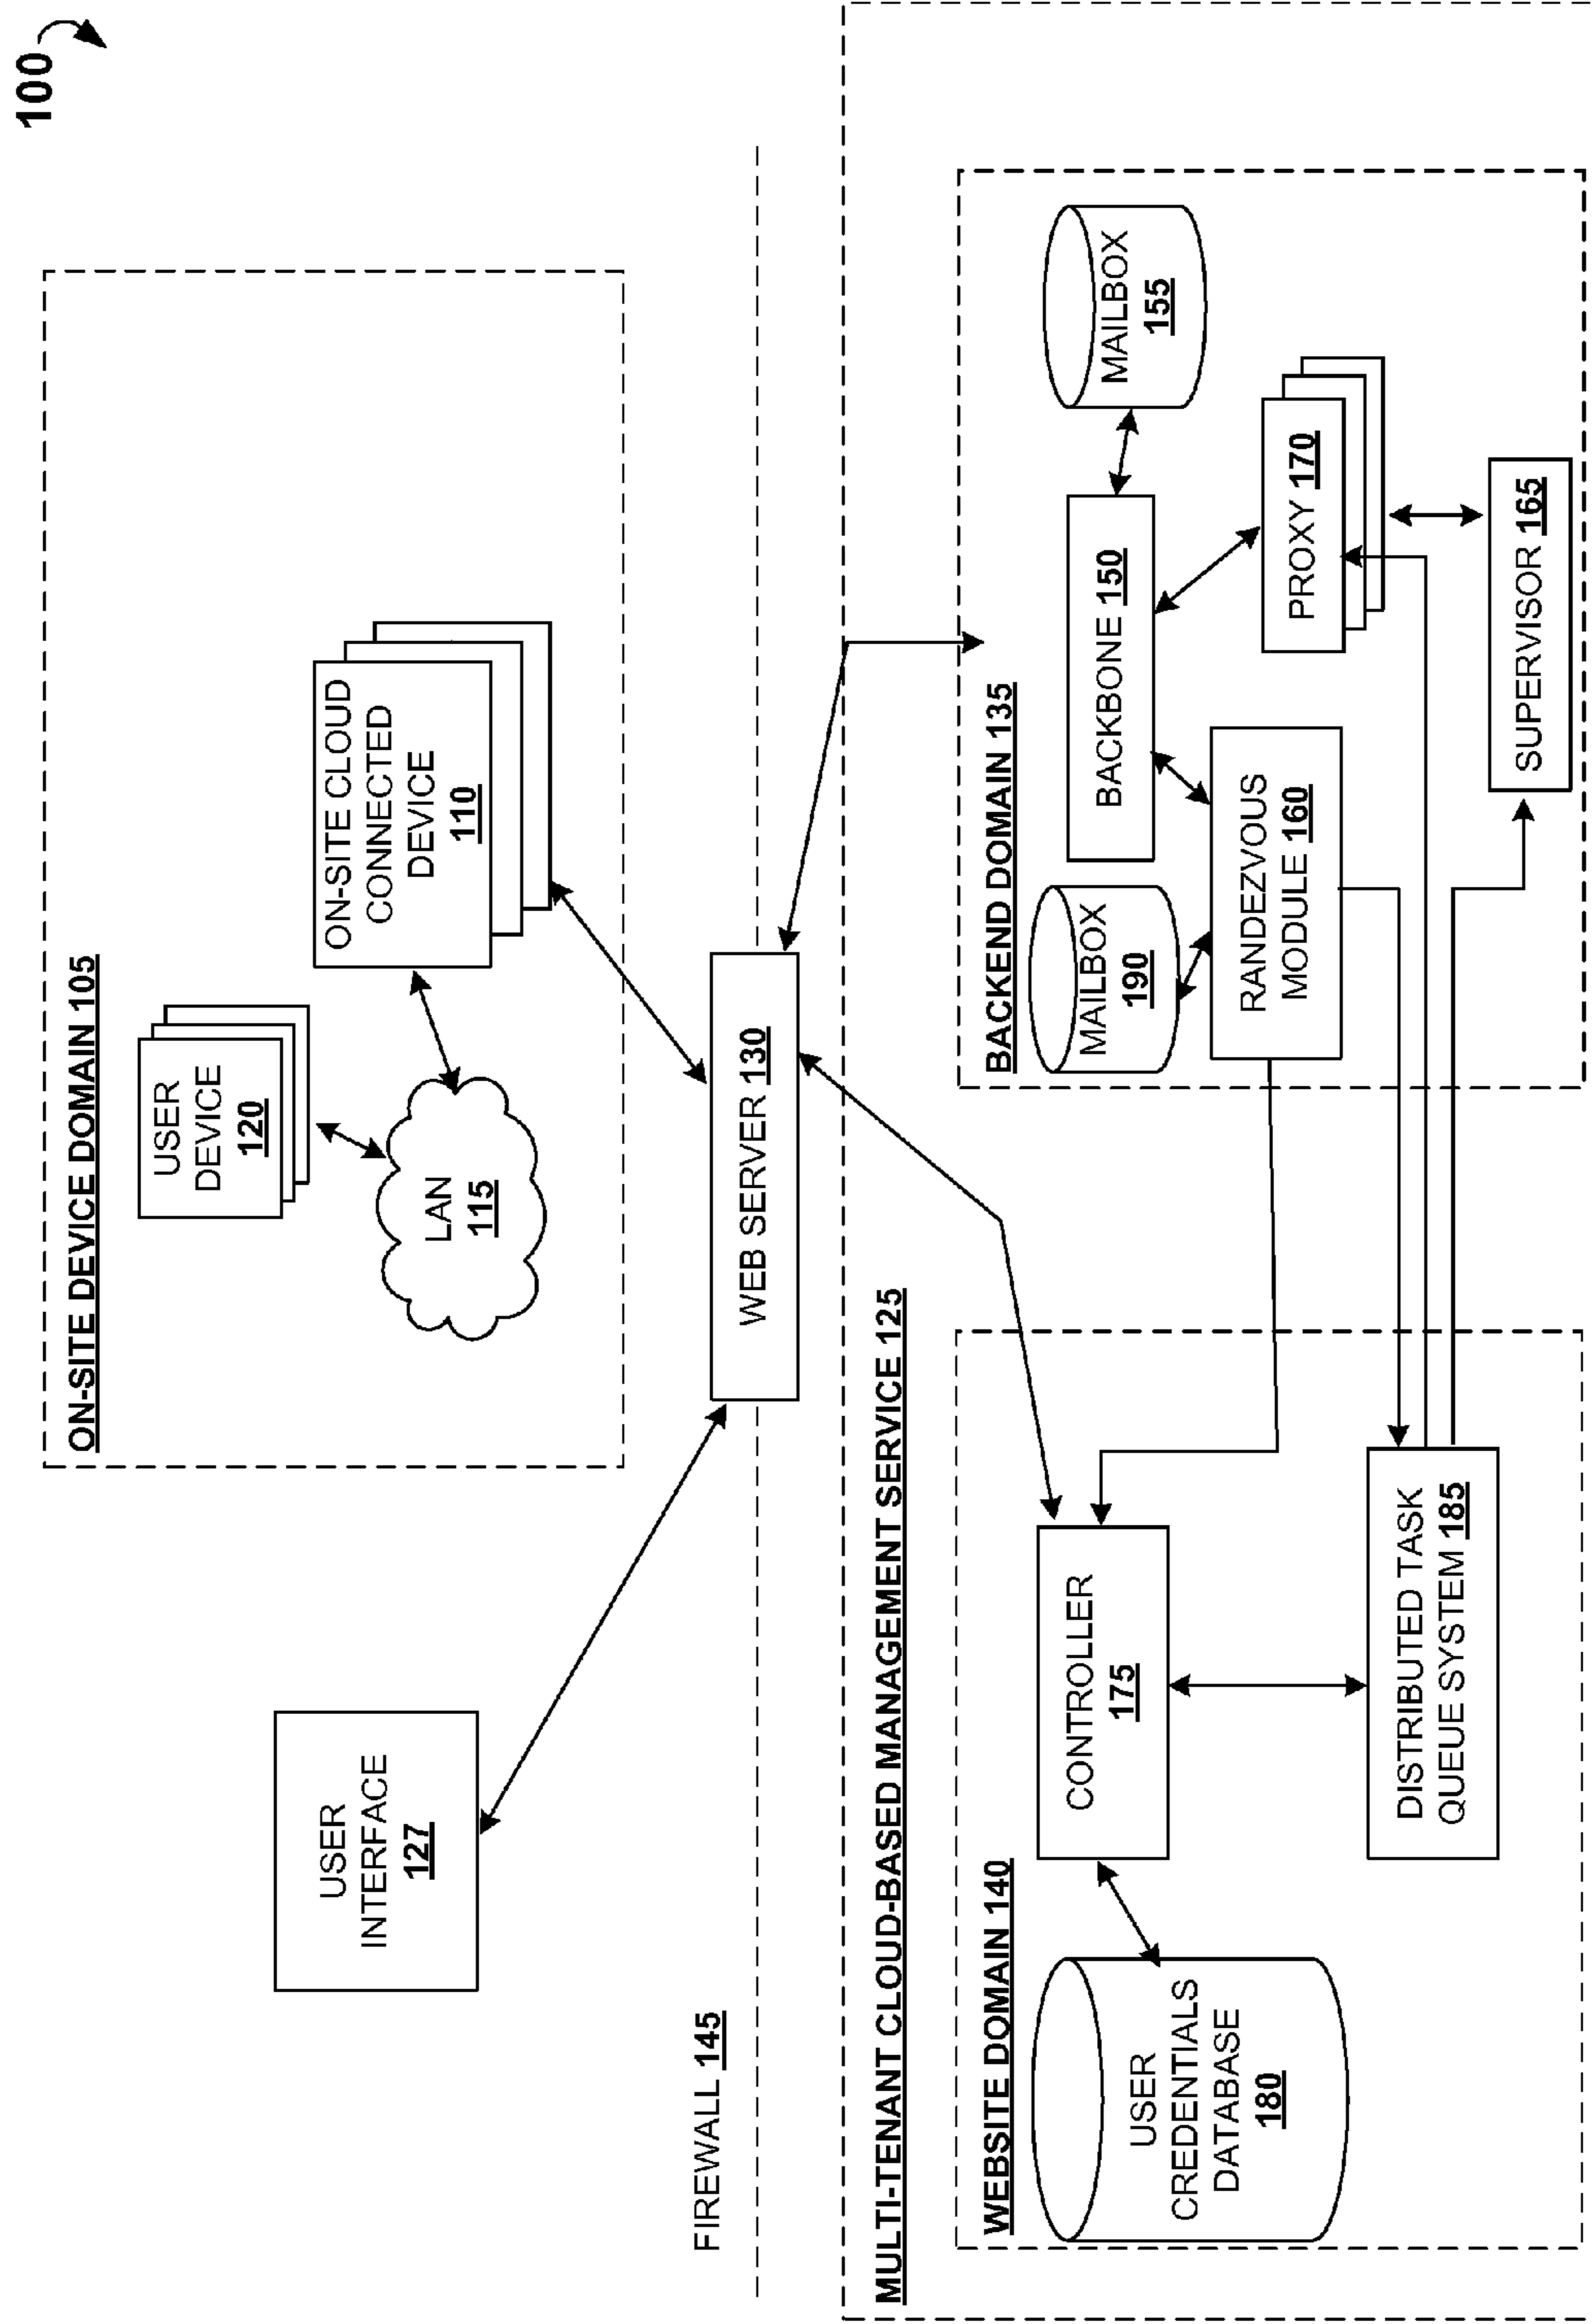 100
ON-SITE DEVICE DOMAIN 105
USER
DEVICE
120
ON-SITE CLOUD
CONNECTED
DEVICE
110
LAN
115
USER
INTERFACE
127
FIREWALL 145
WEB SERVER 130
MULTI-TENANT CLOUD-BASED MANAGEMENT SERVICE 125
WEBSITE DOMAIN 140
USER
CREDENTIALS
DATABASE
180
CONTROLLER
175
DISTRIBUTED TASK
QUEUE SYSTEM 185
BACKEND DOMAIN 135
MAILBOX
190
BACKBONE 150
MAILBOX
155
RANDEZVOUS
MODULE 160
PROXY 170
SUPERVISOR 165